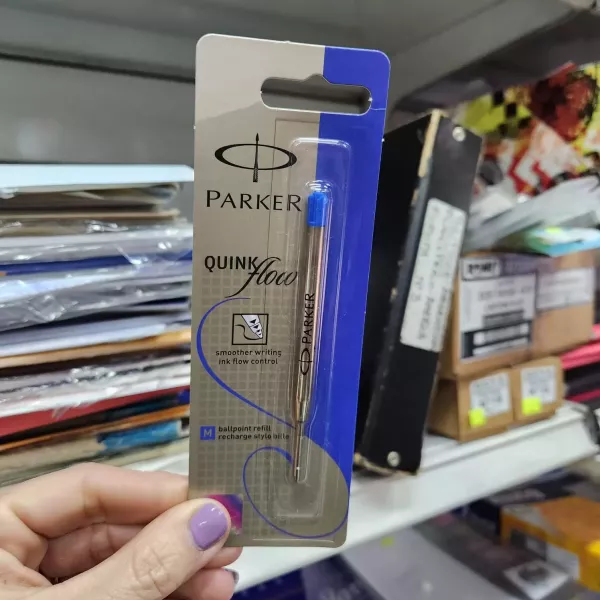 PARKER
QUINK
flow
smoother writing
ink flow control
M ballpoint refill
recharge stylo bille
PARKER